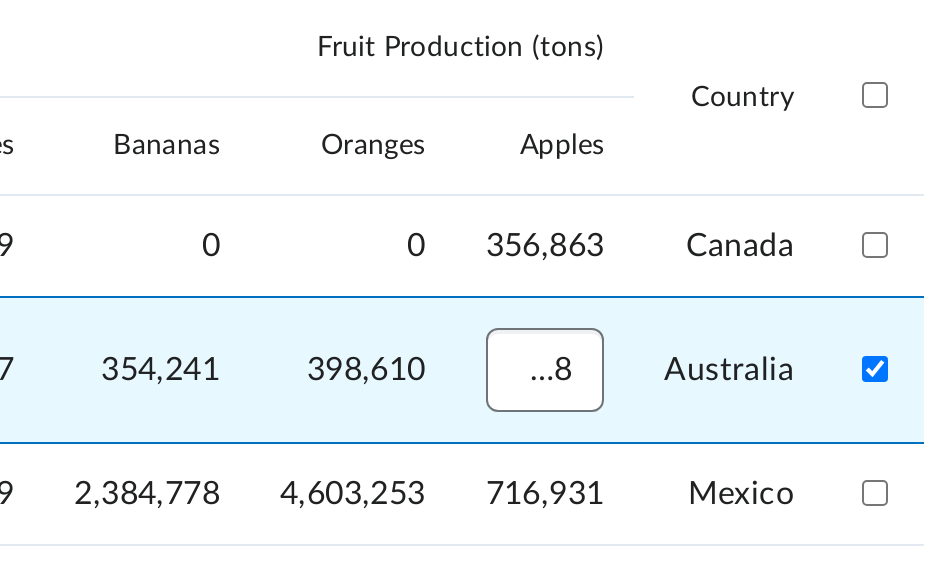 Fruit Production (tons)
Country
es Bananas Oranges Apples
9 0 0 356,863 Canada
7 354,241 398,610 ...8 Australia
9 2,384,778 4,603,253 716,931 Mexico